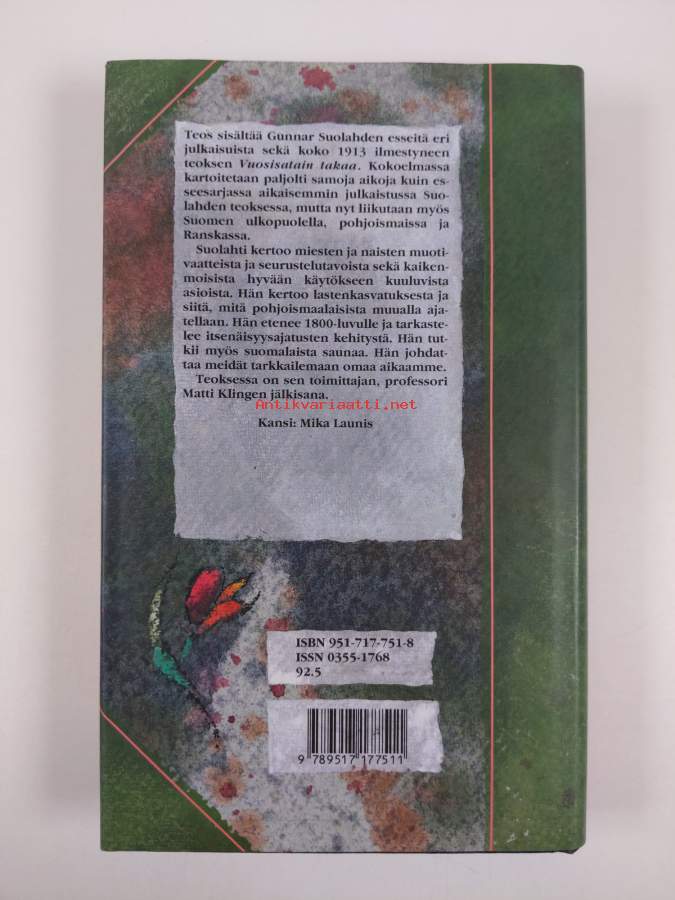 Teos sisältää Gunnar Suolahden esseitä eri
julkaisuista sekä koko 1913 ilmestyneen
teoksen Vuosisatain takaa. Kokoelmassa
kartoitetaan paljolti samoja aikoja kuin es-
seesarjassa aikaisemmin julkaistussa Suo-
lahden teoksessa, mutta nyt liikutaan myös
Suomen ulkopuolella, pohjoismaissa ja
Ranskassa.
Suolahti kertoo miesten ja naisten muoti-
vaatteista ja seurustelutavoista sekä kaiken-
moisista hyvään käytökseen kuuluvista
asioista. Hän kertoo lastenkasvatuksesta ja
siitä, mitä pohjoismaalaisista muualla aja-
tellaan. Hän etenee 1800-luvulle ja tarkaste-
lee itsenäisyysajatusten kehitystä. Hän tut-
kii myös suomalaista saunaa. Hän johdat-
taa meidät tarkkailemaan omaa aikaamme.
Teoksessa on sen toimittajan, professori
Matti Klingen jälkisana.
Antikvariaatti.net
Kansi: Mika Launis
ISBN 951-717-751-8
ISSN 0355-1768
92.5
9 789517 177511